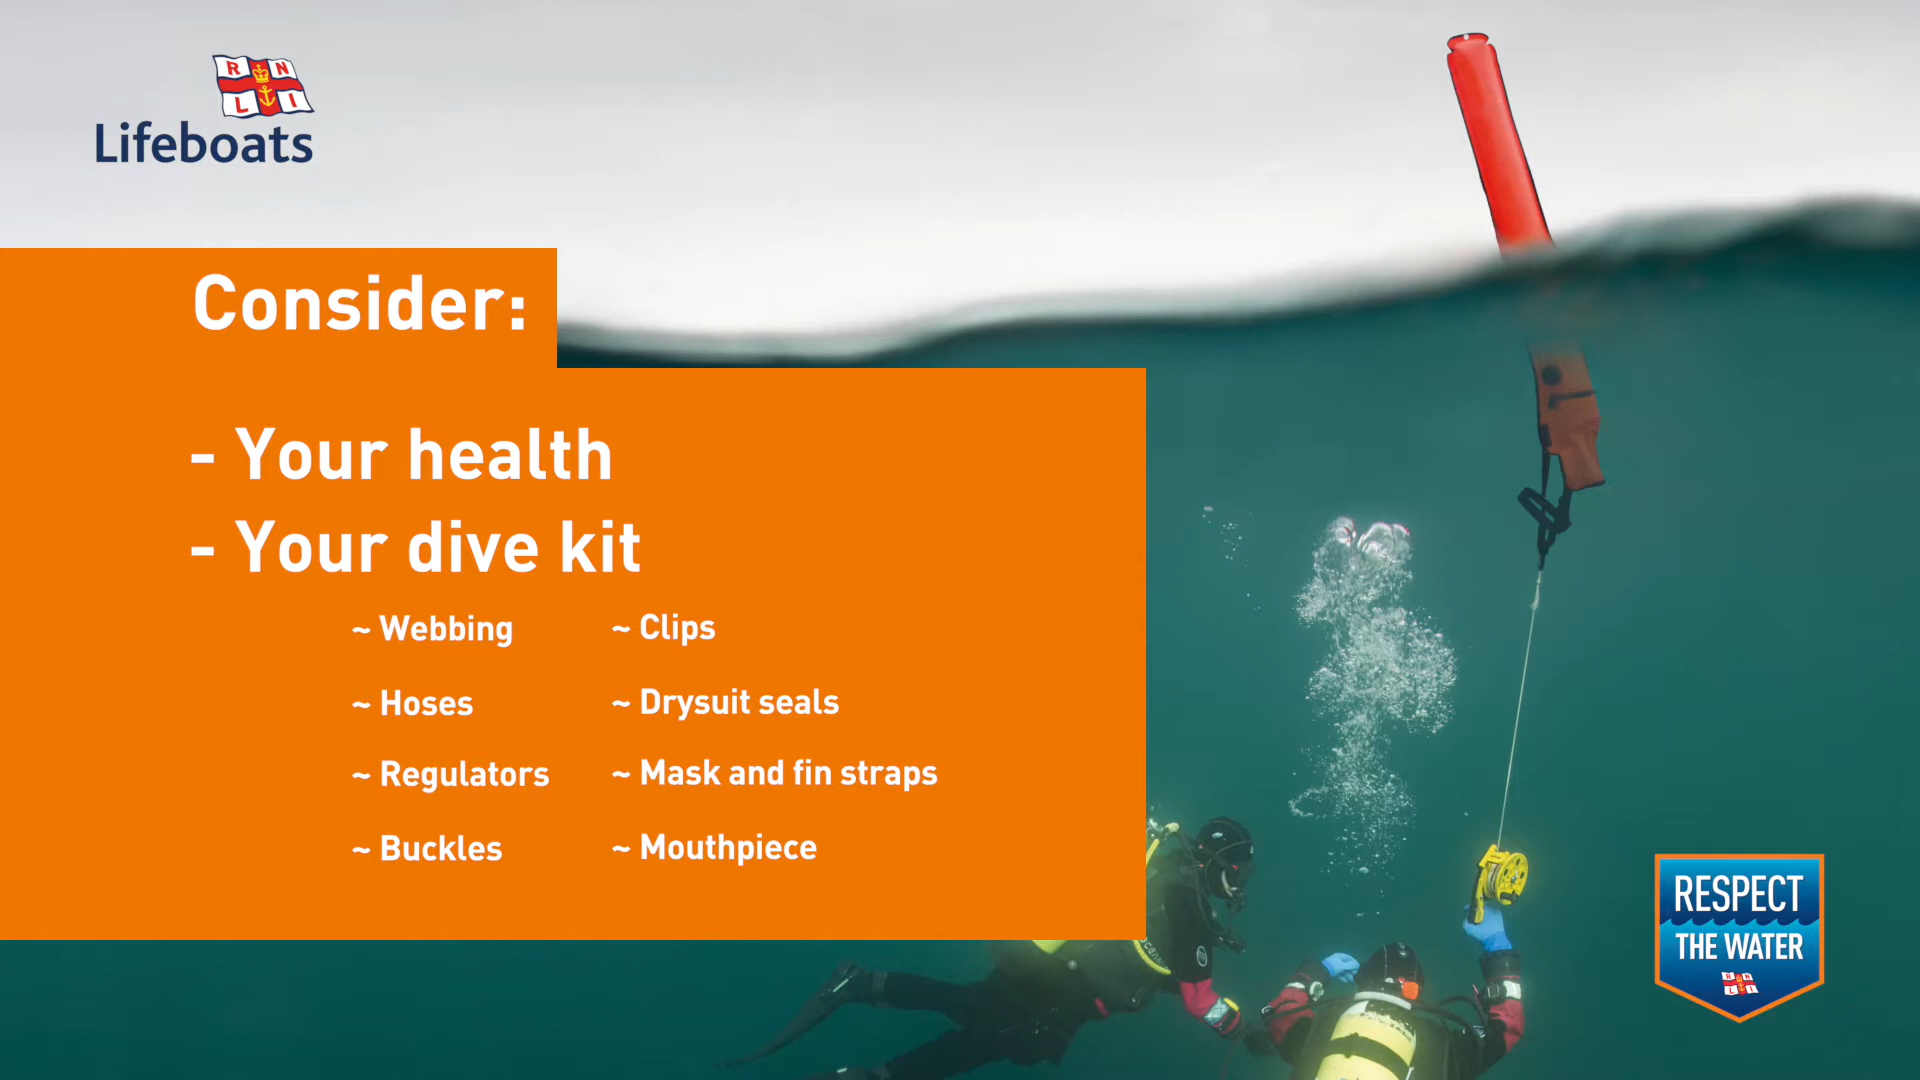 R N
L I
Lifeboats
Consider:
- Your health
- Your dive kit
~ Webbing
~ Hoses
~ Regulators
~ Buckles
~ Clips
~ Drysuit seals
~ Mask and fin straps
~ Mouthpiece
RESPECT
THE WATER
R N
L I